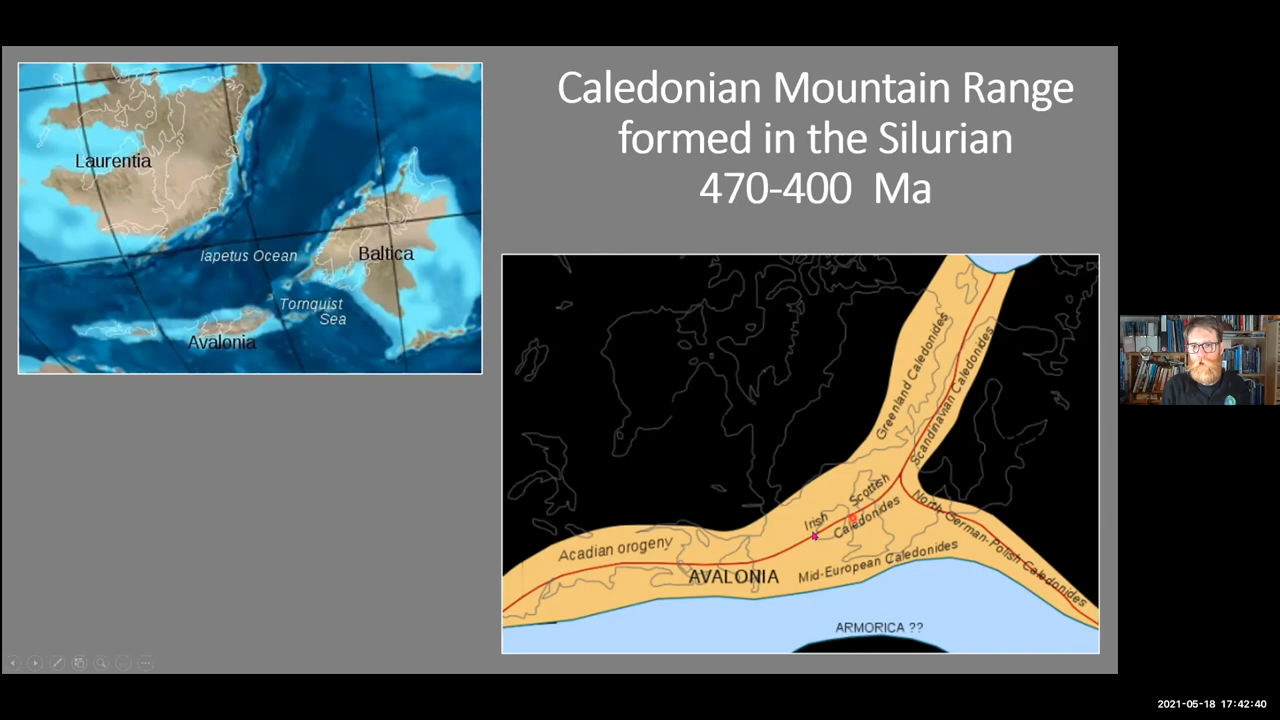 Caledonian Mountain Range
formed in the Silurian
470-400 Ma
Laurentia
Iapetus Ocean
Baltica
Tornquist
Sea
Avalonia
Greenland Caledonides
Scandinavian Caledonides
Irish
Scottish
Caledonides
North German-Polish Caledonides
Acadian orogeny
AVALONIA
Mid-European Caledonides
ARMORICA ??
2021-05-18 17:42:40